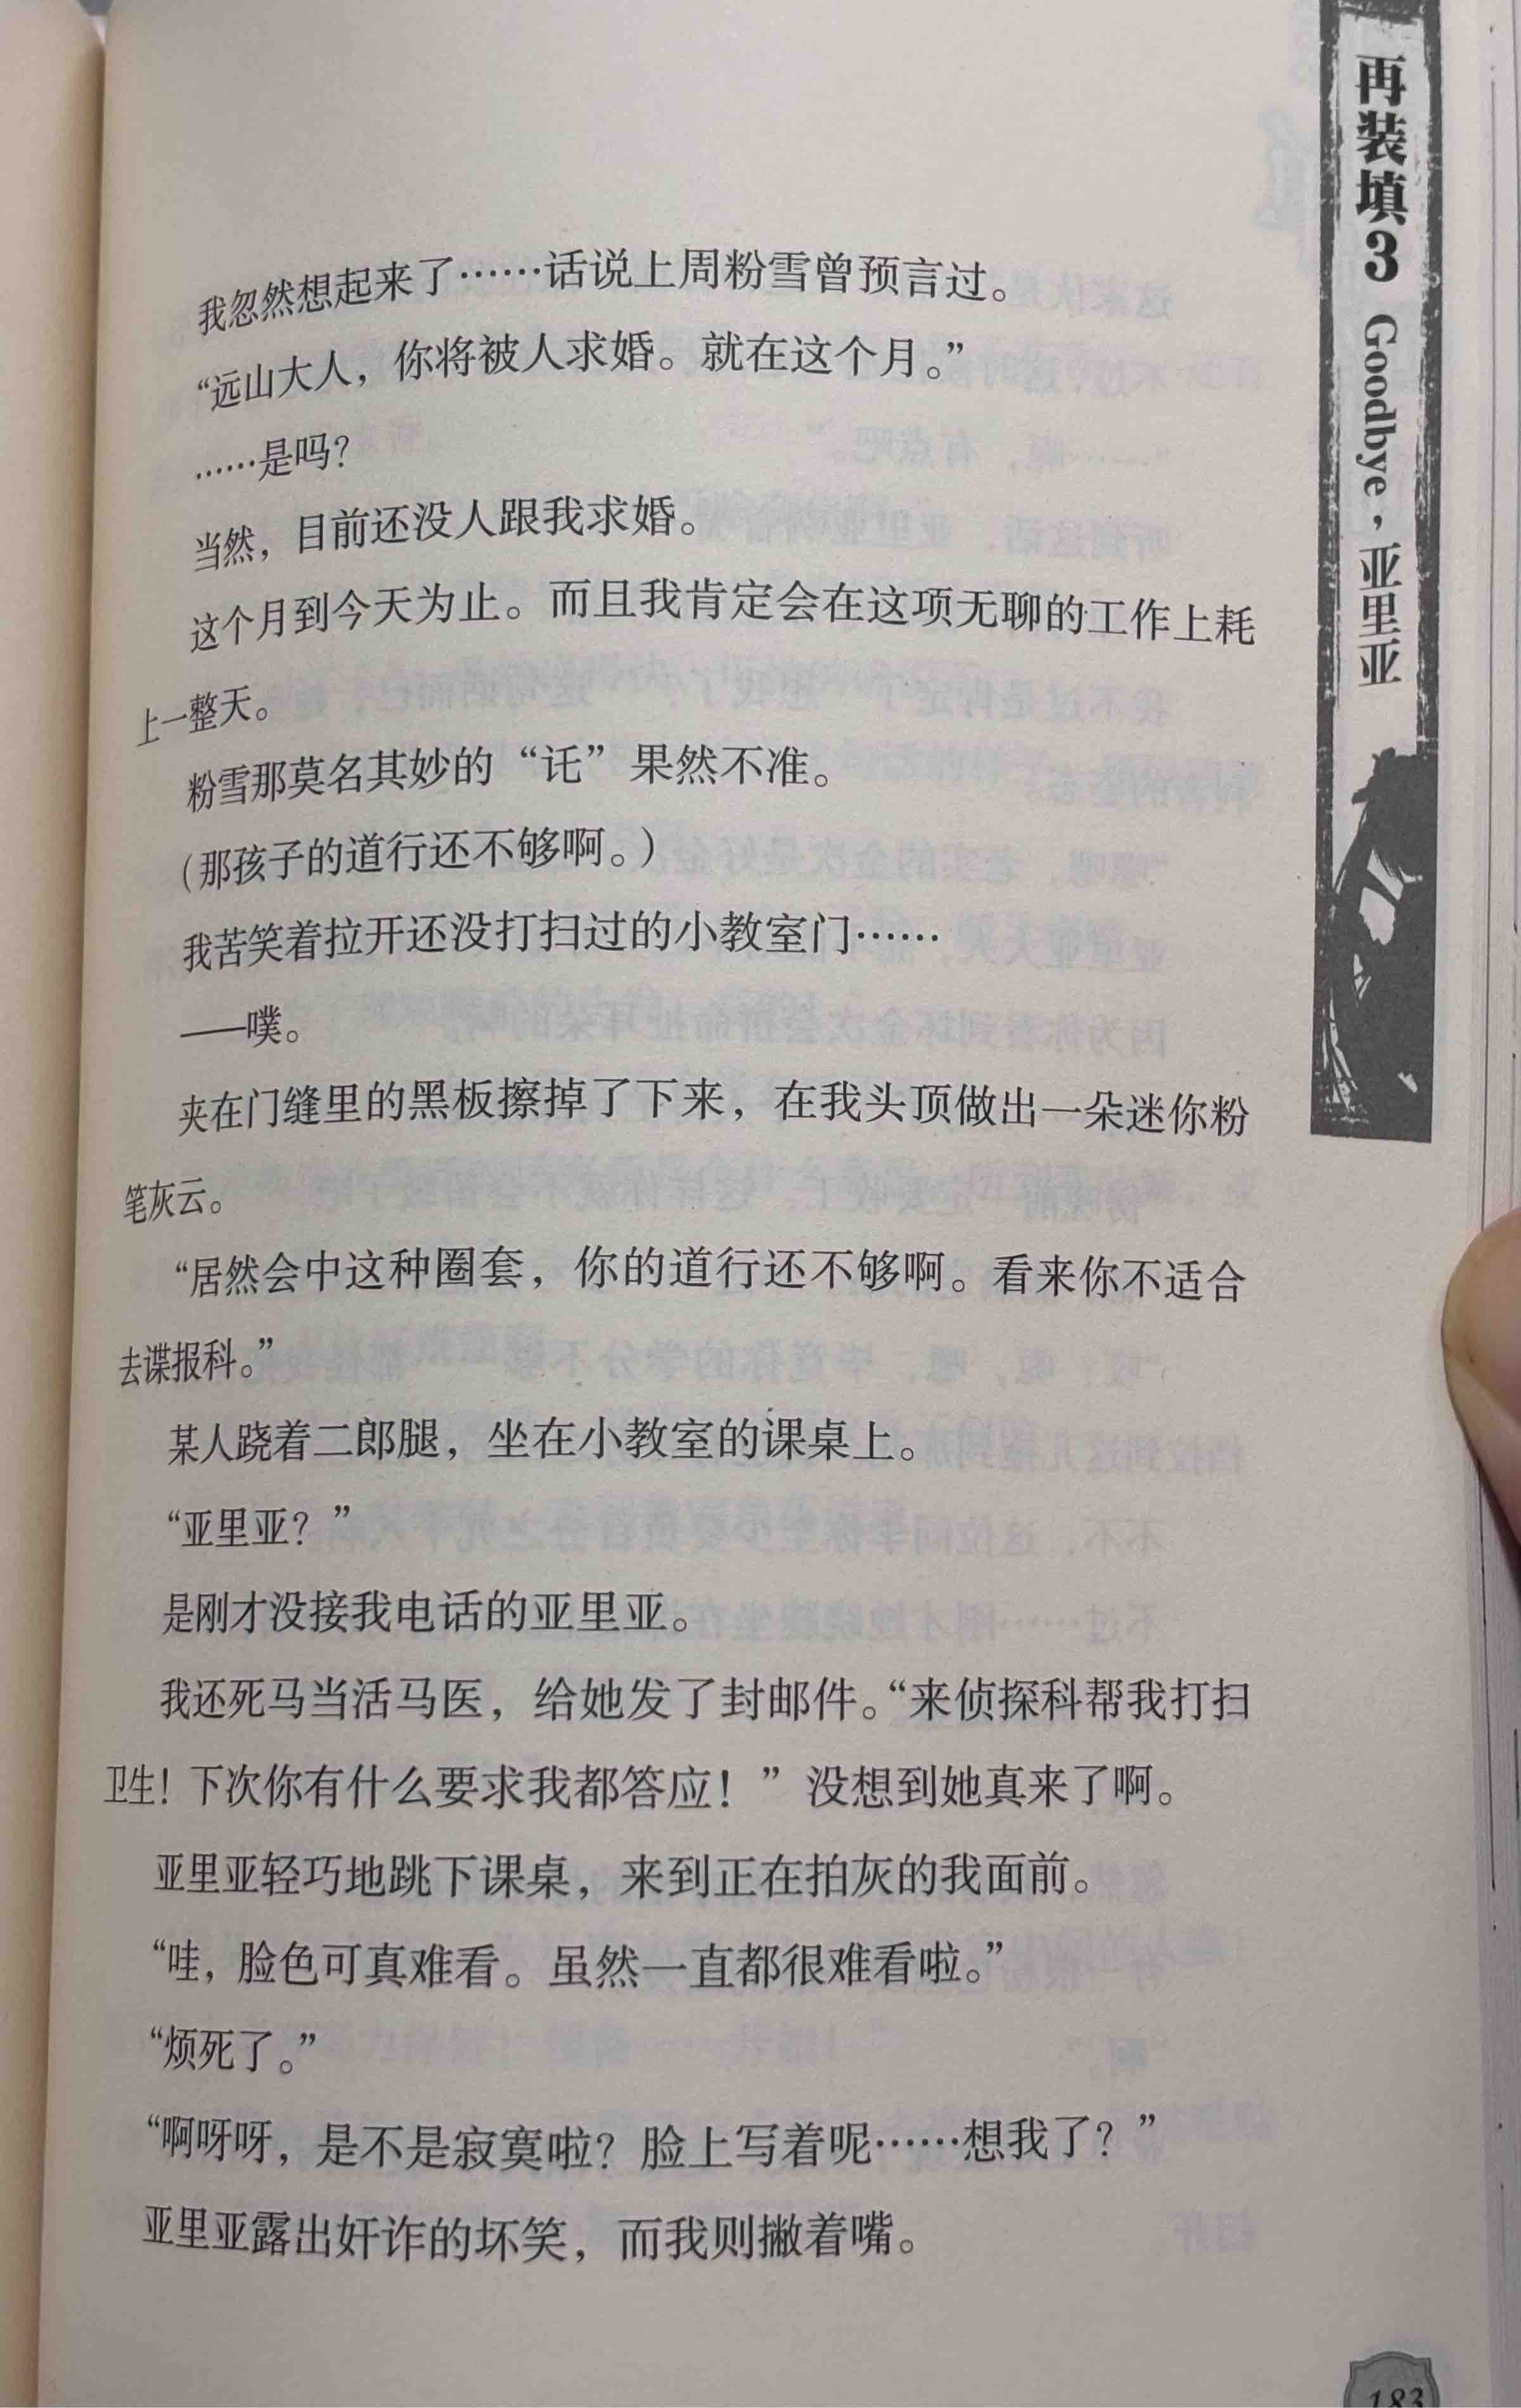 再装填3 Goodbye，亚里亚
我忽然想起来了……话说上周粉雪曾预言过。
“远山大人，你将被人求婚。就在这个月。”
……是吗？
当然，目前还没人跟我求婚。
这个月到今天为止。而且我肯定会在这项无聊的工作上耗
上一整天。
粉雪那莫名其妙的“讬”果然不准。
（那孩子的道行还不够啊。）
我苦笑着拉开还没打扫过的小教室门……
——噗。
夹在门缝里的黑板擦掉了下来，在我头顶做出一朵迷你粉
笔灰云。
“居然会中这种圈套，你的道行还不够啊。看来你不适合
去谍报科。”
某人跷着二郎腿，坐在小教室的课桌上。
“亚里亚？”
是刚才没接我电话的亚里亚。
我还死马当活马医，给她发了封邮件。“来侦探科帮我打扫
卫生！下次你有什么要求我都答应！”没想到她真来了啊。
亚里亚轻巧地跳下课桌，来到正在拍灰的我面前。
“哇，脸色可真难看。虽然一直都很难看啦。”
“烦死了。”
“啊呀呀，是不是寂寞啦？脸上写着呢……想我了？”
亚里亚露出奸诈的坏笑，而我则撇着嘴。
183